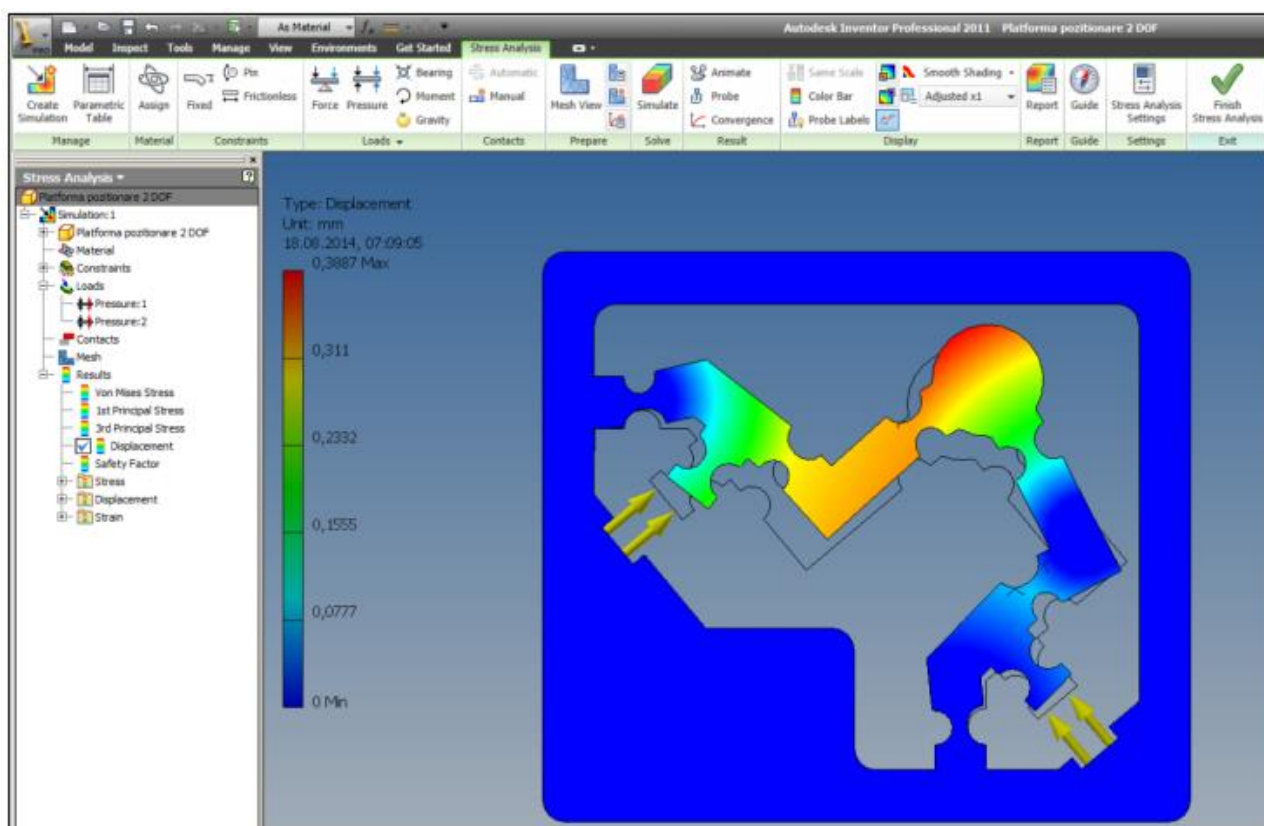 PRO
As Material
Autodesk Inventor Professional 2011 Platforma pozitionare 2 DOF
Model Inspect Tools Manage View Environments Get Started Stress Analysis
Create Simulation
Parametric Table
Assign
Fixed
Pin
Frictionless
Force
Pressure
Bearing
Moment
Gravity
Automatic
Manual
Mesh View
Simulate
Animate
Probe
Convergence
Same Scale
Color Bar
Probe Labels
Smooth Shading
Adjusted x1
Report
Guide
Stress Analysis Settings
Finish Stress Analysis
Manage Material Constraints Loads Contacts Prepare Solve Result Display Report Guide Settings Exit
Stress Analysis
Platforma pozitionare 2 DOF
Simulation:1
Platforma pozitionare 2 DOF
Material
Constraints
Loads
Pressure:1
Pressure:2
Contacts
Mesh
Results
Von Mises Stress
1st Principal Stress
3rd Principal Stress
Displacement
Safety Factor
Stress
Displacement
Strain
Type: Displacement
Unit: mm
18.08.2014, 07:09:05
0,3887 Max
0,311
0,2332
0,1555
0,0777
0 Min